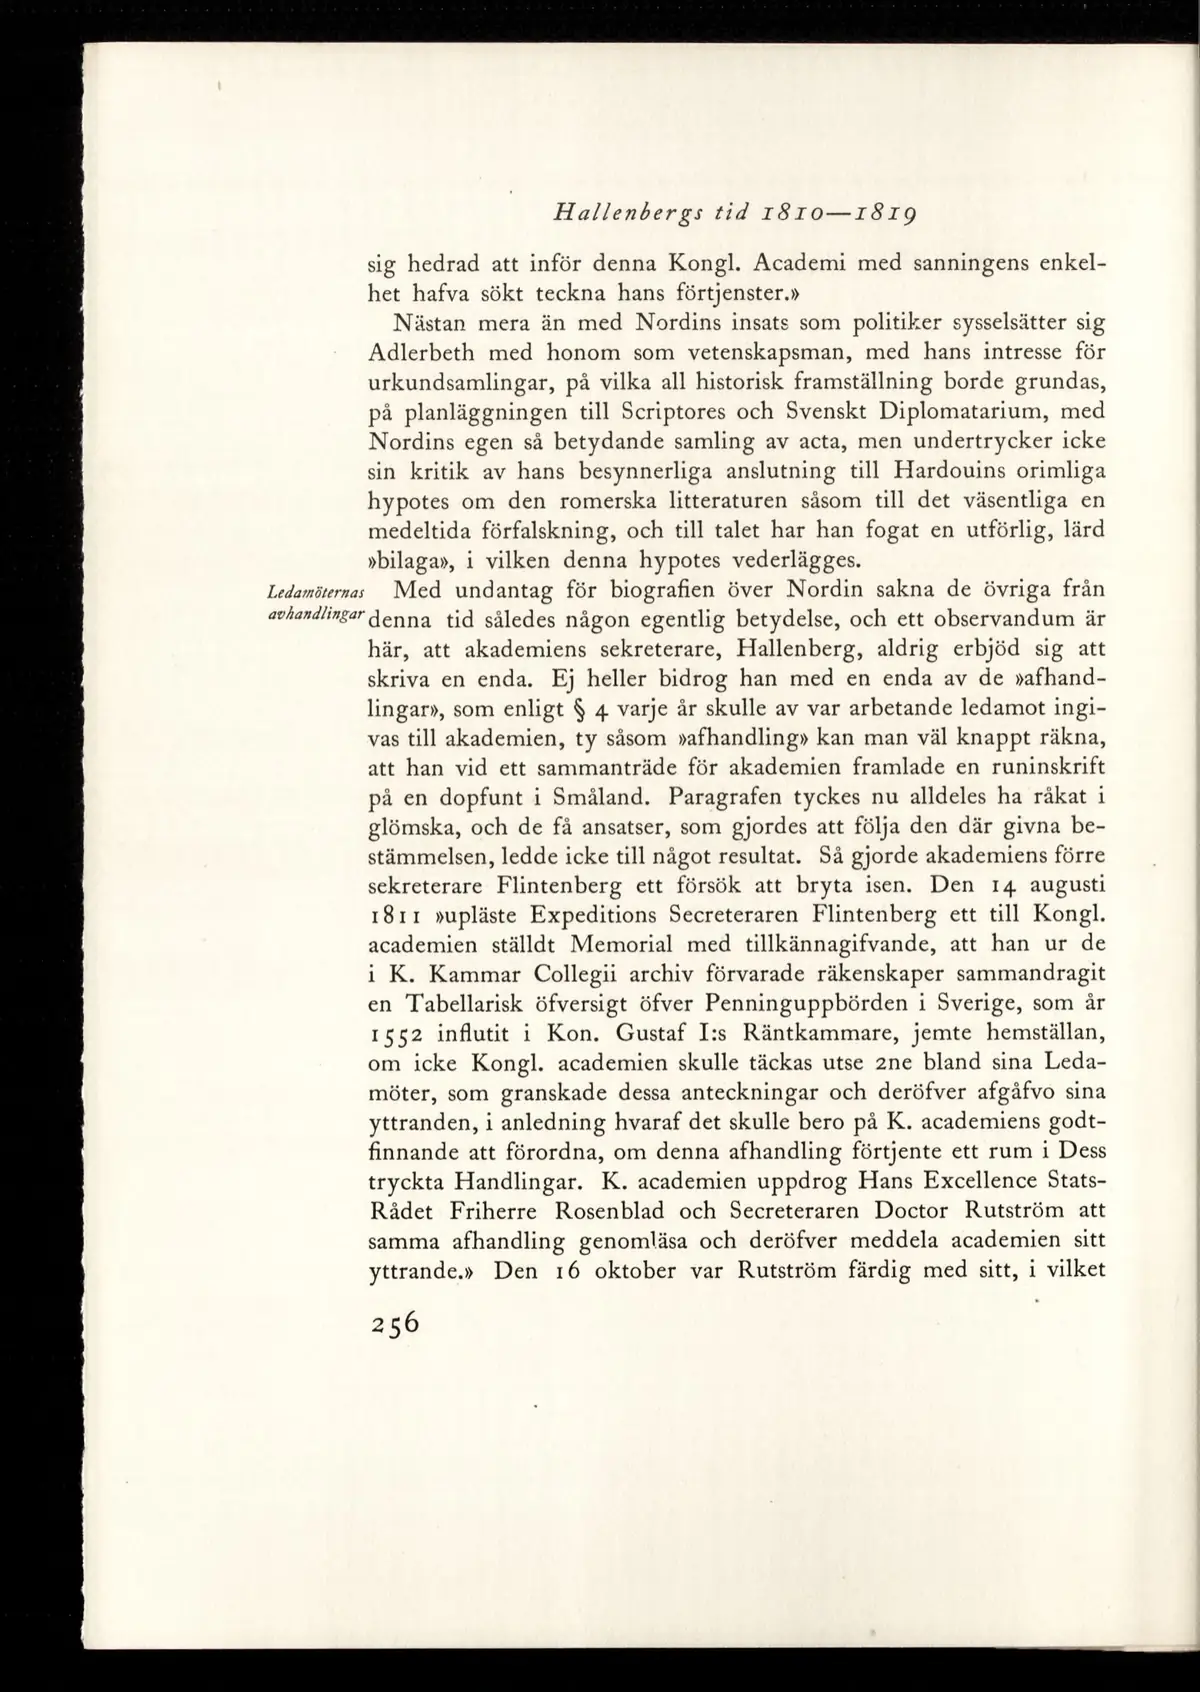 Hallenbergs tid 1810—1819
sig hedrad att inför denna Kongl. Academi med sanningens enkel-
het hafva sökt teckna hans förtjenster.»
Nästan mera än med Nordins insats som politiker sysselsätter sig
Adlerbeth med honom som vetenskapsman, med hans intresse för
urkundsamlingar, på vilka all historisk framställning borde grundas,
på planläggningen till Scriptores och Svenskt Diplomatarium, med
Nordins egen så betydande samling av acta, men undertrycker icke
sin kritik av hans besynnerliga anslutning till Hardouins orimliga
hypotes om den romerska litteraturen såsom till det väsentliga en
medeltida förfalskning, och till talet har han fogat en utförlig, lärd
»bilaga», i vilken denna hypotes vederlägges.
Ledamöternas
avhandlingar
Med undantag för biografien över Nordin sakna de övriga från
denna tid således någon egentlig betydelse, och ett observandum är
här, att akademiens sekreterare, Hallenberg, aldrig erbjöd sig att
skriva en enda. Ej heller bidrog han med en enda av de »afhand-
lingar», som enligt § 4 varje år skulle av var arbetande ledamot ingi-
vas till akademien, ty såsom »afhandling» kan man väl knappt räkna,
att han vid ett sammanträde för akademien framlade en runinskrift
på en dopfunt i Småland. Paragrafen tyckes nu alldeles ha råkat i
glömska, och de få ansatser, som gjordes att följa den där givna be-
stämmelsen, ledde icke till något resultat. Så gjorde akademiens förre
sekreterare Flintenberg ett försök att bryta isen. Den 14 augusti
1811 »upläste Expeditions Secreteraren Flintenberg ett till Kongl.
academien ställdt Memorial med tillkännagifvande, att han ur de
i K. Kammar Collegii archiv förvarade räkenskaper sammandragit
en Tabellarisk öfversigt öfver Penninguppbörden i Sverige, som år
1552 influtit i Kon. Gustaf I:s Räntkammare, jemte hemställan,
om icke Kongl. academien skulle täckas utse 2ne bland sina Leda-
möter, som granskade dessa anteckningar och deröfver afgåfvo sina
yttranden, i anledning hvaraf det skulle bero på K. academiens godt-
finnande att förordna, om denna afhandling förtjente ett rum i Dess
tryckta Handlingar. K. academien uppdrog Hans Excellence Stats-
Rådet Friherre Rosenblad och Secreteraren Doctor Rutström att
samma afhandling genomläsa och deröfver meddela academien sitt
yttrande.» Den 16 oktober var Rutström färdig med sitt, i vilket
256